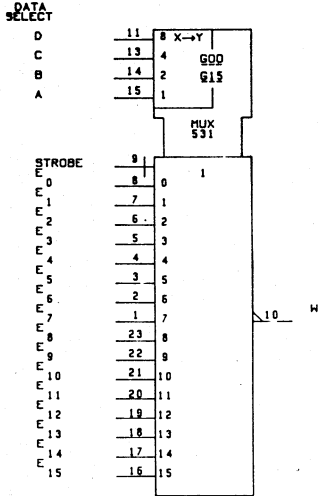 DATA
SELECT
D 11 8 X→Y
C 13 4 G00
B 14 2 G15
A 15 1
MUX
531
STROBE 9 1
E0 8 0
E1 7 1
E2 6 2
E3 5 3
E4 4 4
E5 3 5
E6 2 6
E7 1 7 10 W
E8 23 8
E9 22 9
E10 21 10
E11 20 11
E12 19 12
E13 18 13
E14 17 14
E15 16 15